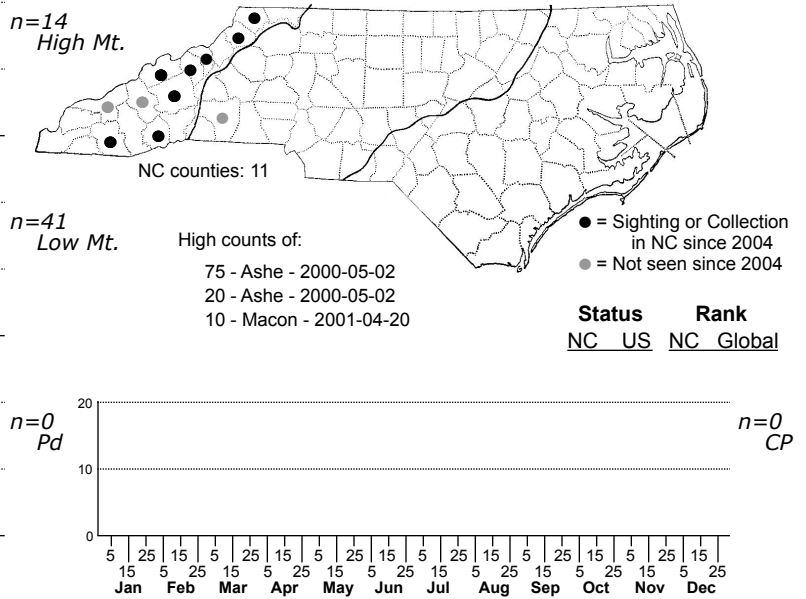 n=14
High Mt.
NC counties: 11
n=41
Low Mt.
High counts of:
75 - Ashe - 2000-05-02
20 - Ashe - 2000-05-02
10 - Macon - 2001-04-20
● = Sighting or Collection
in NC since 2004
● = Not seen since 2004
Status Rank
NC US NC Global
n=0
Pd
20
10
0
n=0
CP
5 25 15 5 25 15 5 25 15 5 25 15 5 25 15 5 25 15
15 5 25 15 5 25 15 5 25 15 5 25 15 5 25 15 5 25
Jan Feb Mar Apr May Jun Jul Aug Sep Oct Nov Dec